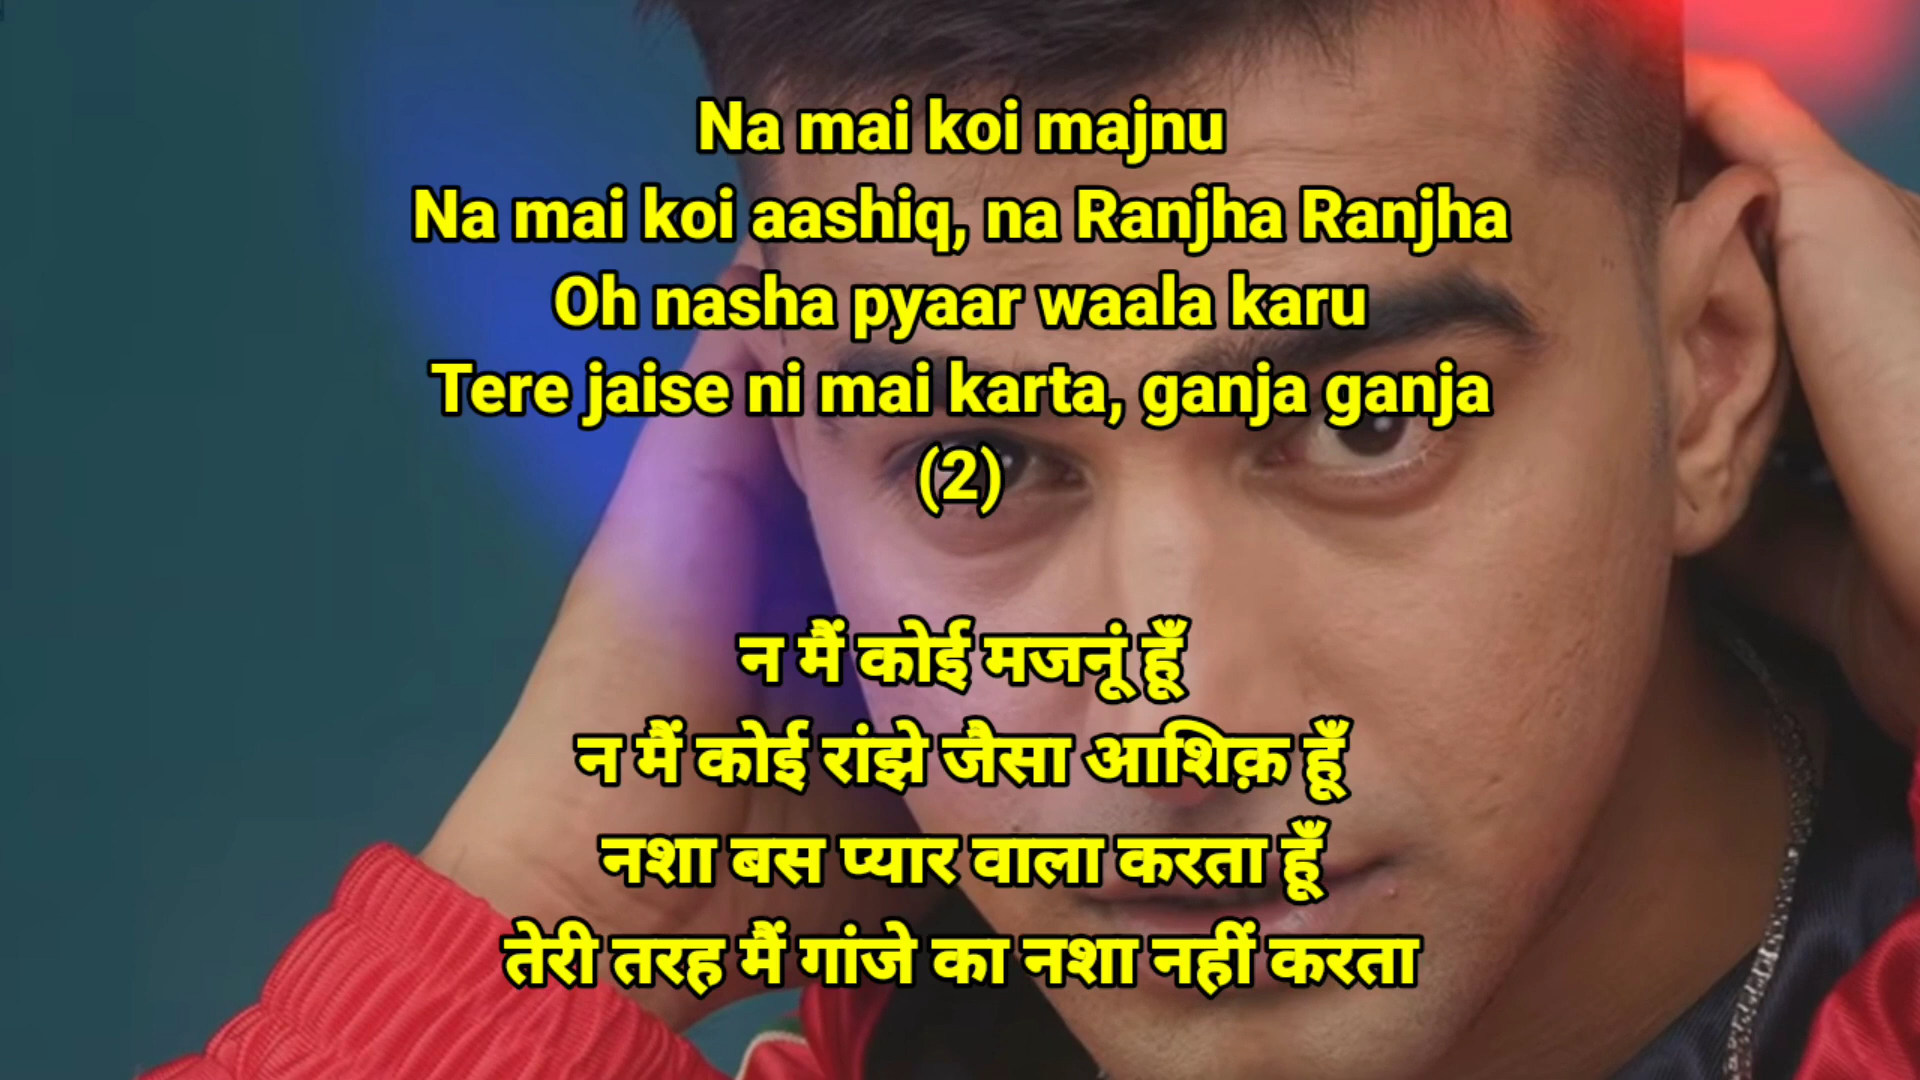 Na mai koi majnu
Na mai koi aashiq, na Ranjha Ranjha
Oh nasha pyaar waala karu
Tere jaise ni mai karta, ganja ganja
(2)
न मैं कोई मजनूं हूँ
न मैं कोई रांझे जैसा आशिक़ हूँ
नशा बस प्यार वाला करता हूँ
तेरी तरह मैं गांजे का नशा नहीं करता